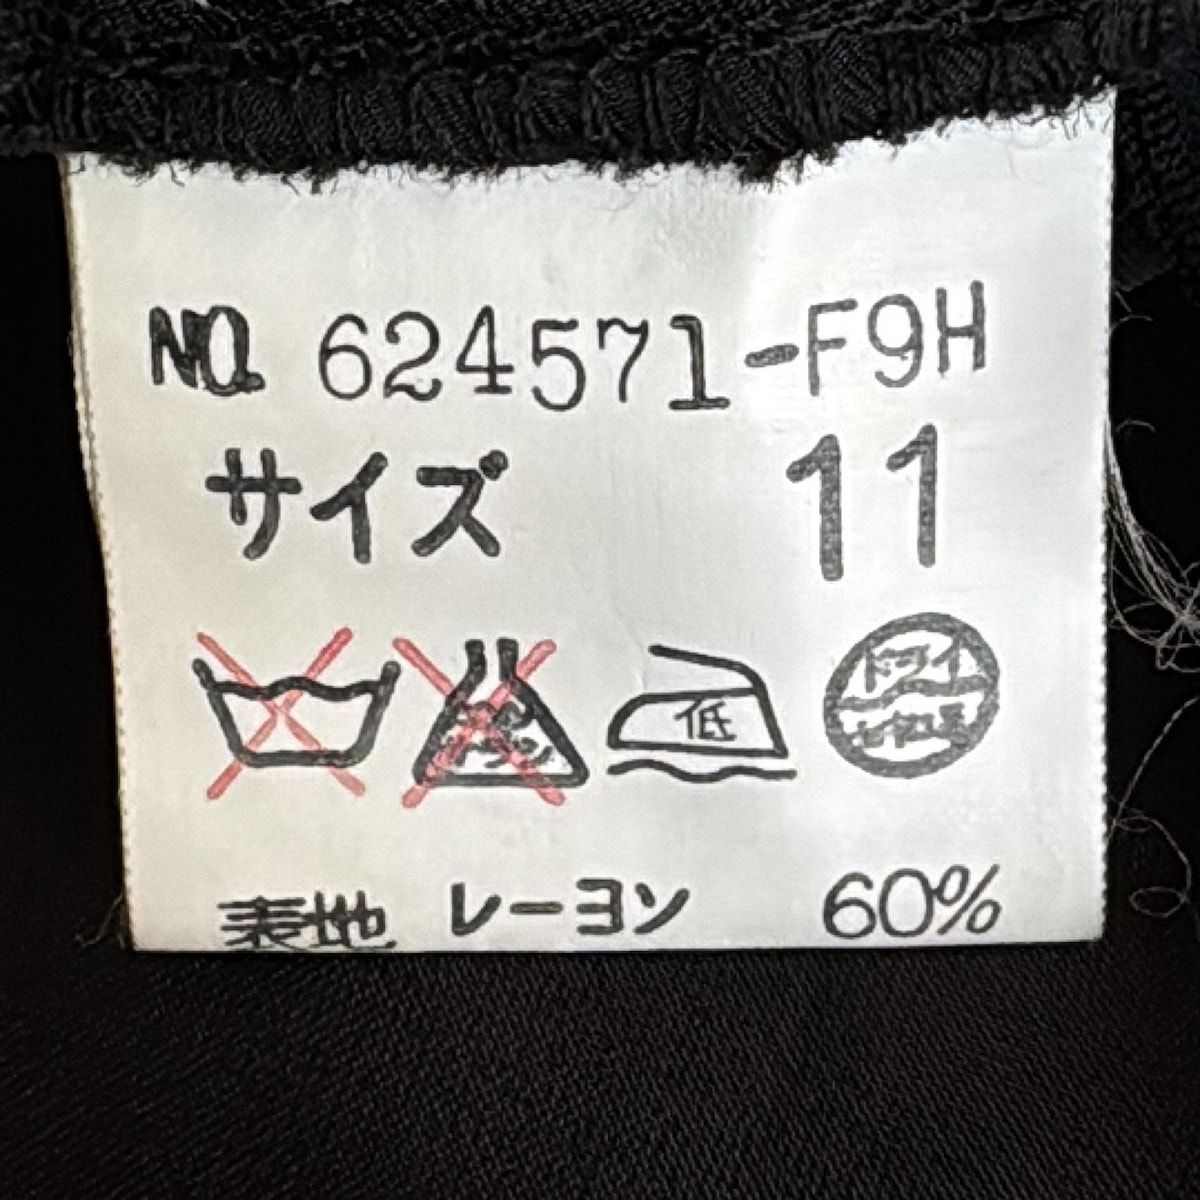 NO. 624571-F9H
サイズ 11
低 ドライ
表地 レーヨン 60%